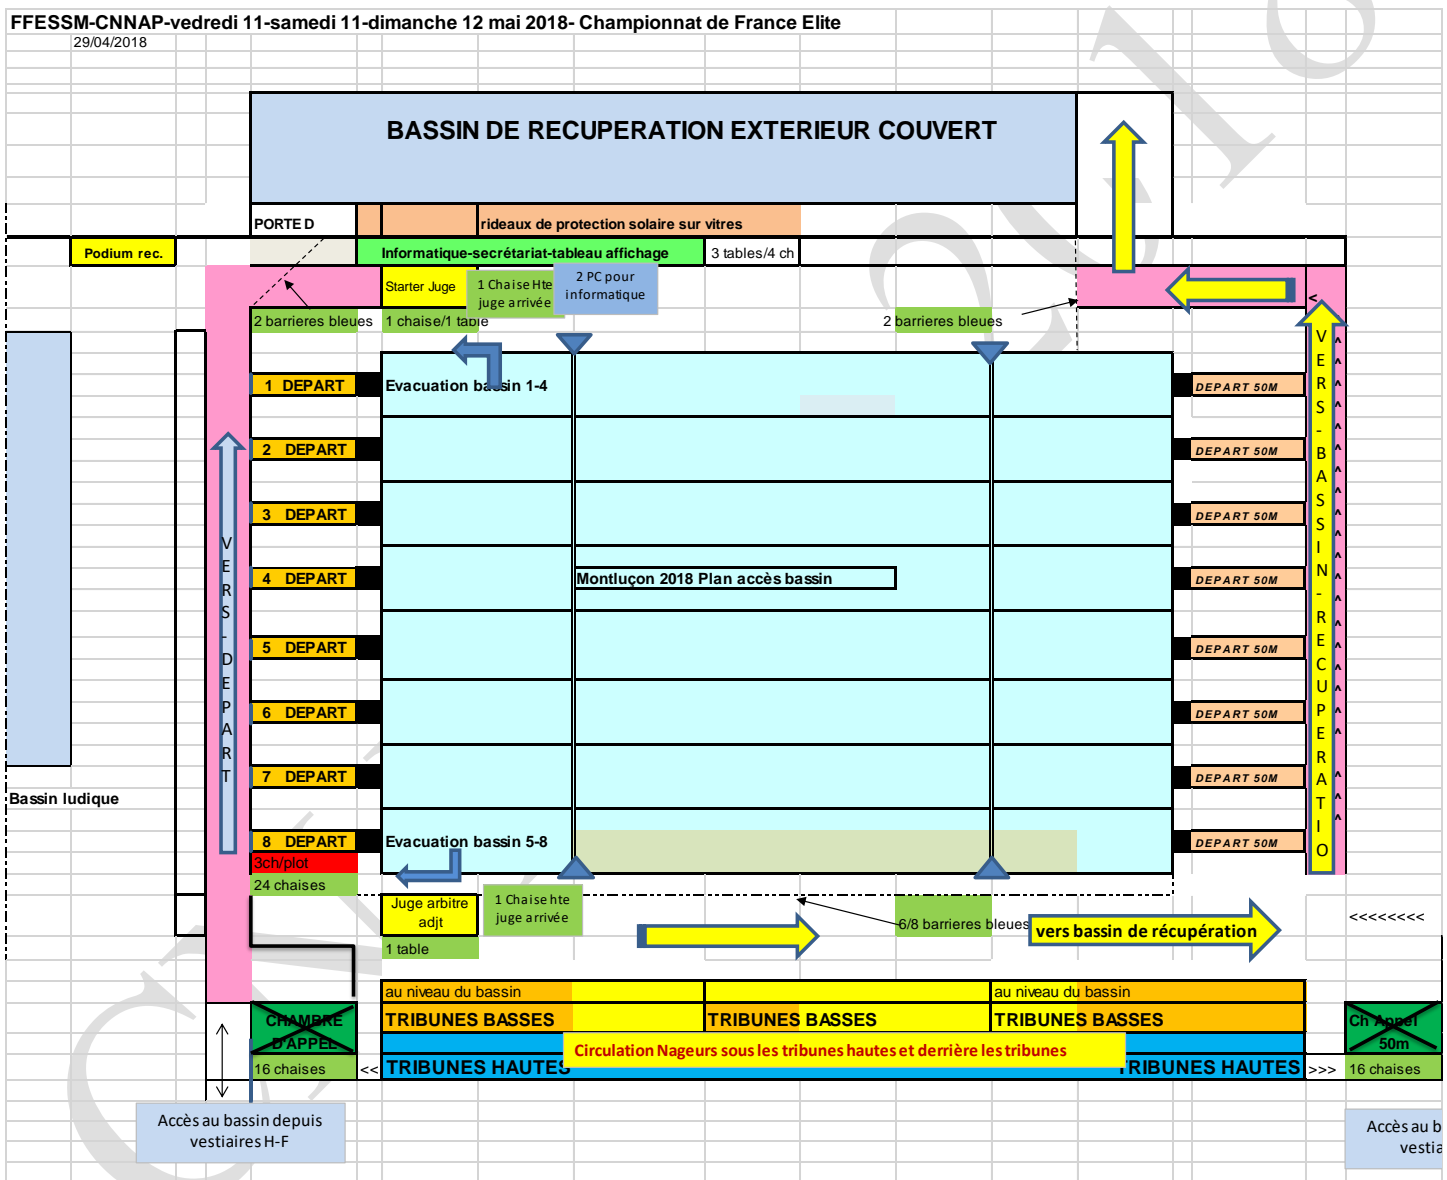 FFESSM-CNNAP-vedredi 11-samedi 11-dimanche 12 mai 2018- Championnat de France Elite
29/04/2018
BASSIN DE RECUPERATION EXTERIEUR COUVERT
PORTE D
rideaux de protection solaire sur vitres
Podium rec.
Informatique-secrétariat-tableau affichage
3 tables/4 ch
Starter Juge
1 Chaise Hte
juge arrivée
2 PC pour
informatique
<
2 barrieres bleues
1 chaise/1 table
2 barrieres bleues
1 DEPART
Evacuation bassin 1-4
DEPART 50M
2 DEPART
DEPART 50M
3 DEPART
DEPART 50M
4 DEPART
Montluçon 2018 Plan accès bassin
DEPART 50M
5 DEPART
DEPART 50M
6 DEPART
DEPART 50M
7 DEPART
DEPART 50M
8 DEPART
Evacuation bassin 5-8
DEPART 50M
VERS-DEPART
VERS-BASSIN-RECUPERATIO
Bassin ludique
3ch/plot
24 chaises
Juge arbitre
adjt
1 Chaise hte
juge arrivée
6/8 barrieres bleues
vers bassin de récupération
<<<<<<<<
1 table
au niveau du bassin
au niveau du bassin
CHAMBRE
D'APPEL
TRIBUNES BASSES
TRIBUNES BASSES
TRIBUNES BASSES
Ch Appel
50m
Circulation Nageurs sous les tribunes hautes et derrière les tribunes
16 chaises
<<
TRIBUNES HAUTES
TRIBUNES HAUTES
>>>
16 chaises
Accès au bassin depuis
vestiaires H-F
Accès au b
vestia